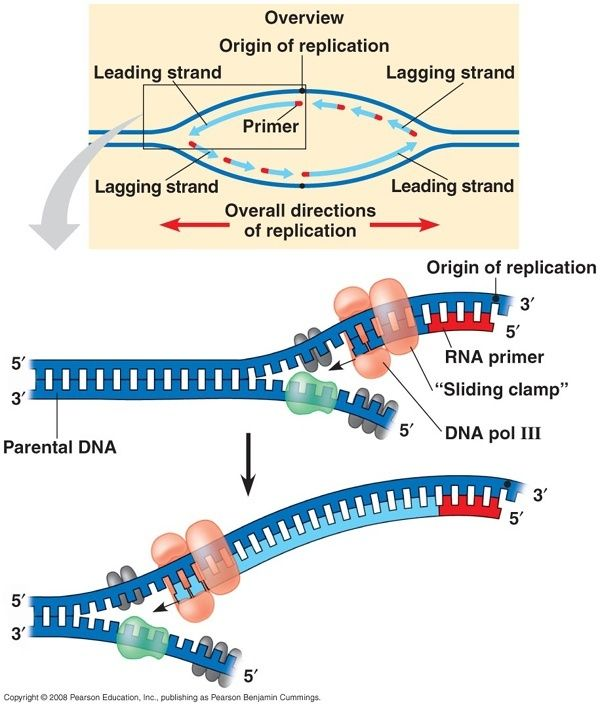 Overview
Origin of replication
Leading strand
Lagging strand
Primer
Lagging strand
Leading strand
Overall directions
of replication
Origin of replication
3′
5′
RNA primer
"Sliding clamp"
DNA pol III
5′
3′
5′
Parental DNA
3′
5′
5′
3′
5′
Copyright © 2008 Pearson Education, Inc., publishing as Pearson Benjamin Cummings.